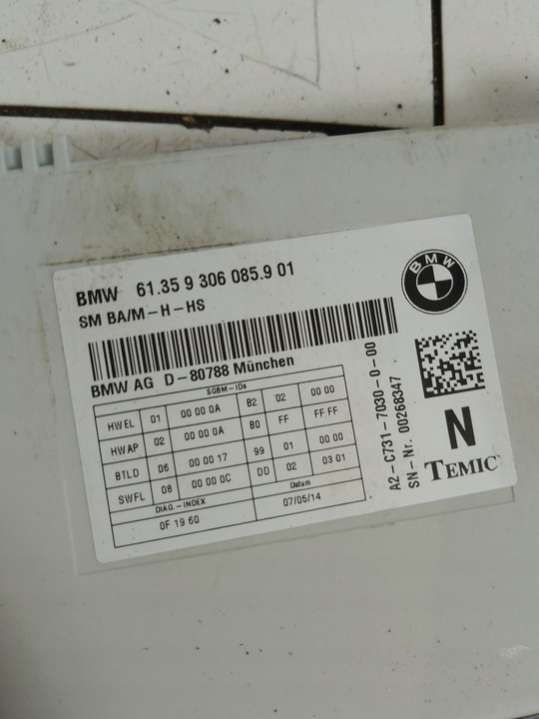 BMW 61.35 9 306 085.9 01
SM BA/M-H-HS
BMW
BMW AG D-80788 München
SGBM-IDs
HWEL 01 00 00 0A B2 02 00 00
HWAP 02 00 00 0A B0 FF FF FF
BTLD 06 00 00 17 99 01 00 00
SWFL 08 00 00 0C DD 02 03 01
DIAG.-INDEX Datum
0F 19 60 07/05/14
A2-C731-7030-0-00
SN-Nr. 00268347
N
TEMIC